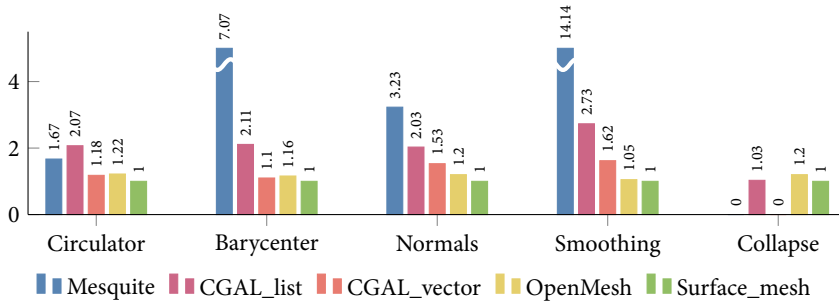 7.07
14.14
4
3.23
2.73
2.07
2.11
2.03
1.67
1.62
1.53
1.18
1.22
1.1
1.16
1.2
1.05
1.03
1.2
2
1
1
1
1
0
0
1
0
Circulator
Barycenter
Normals
Smoothing
Collapse
Mesquite
CGAL_list
CGAL_vector
OpenMesh
Surface_mesh